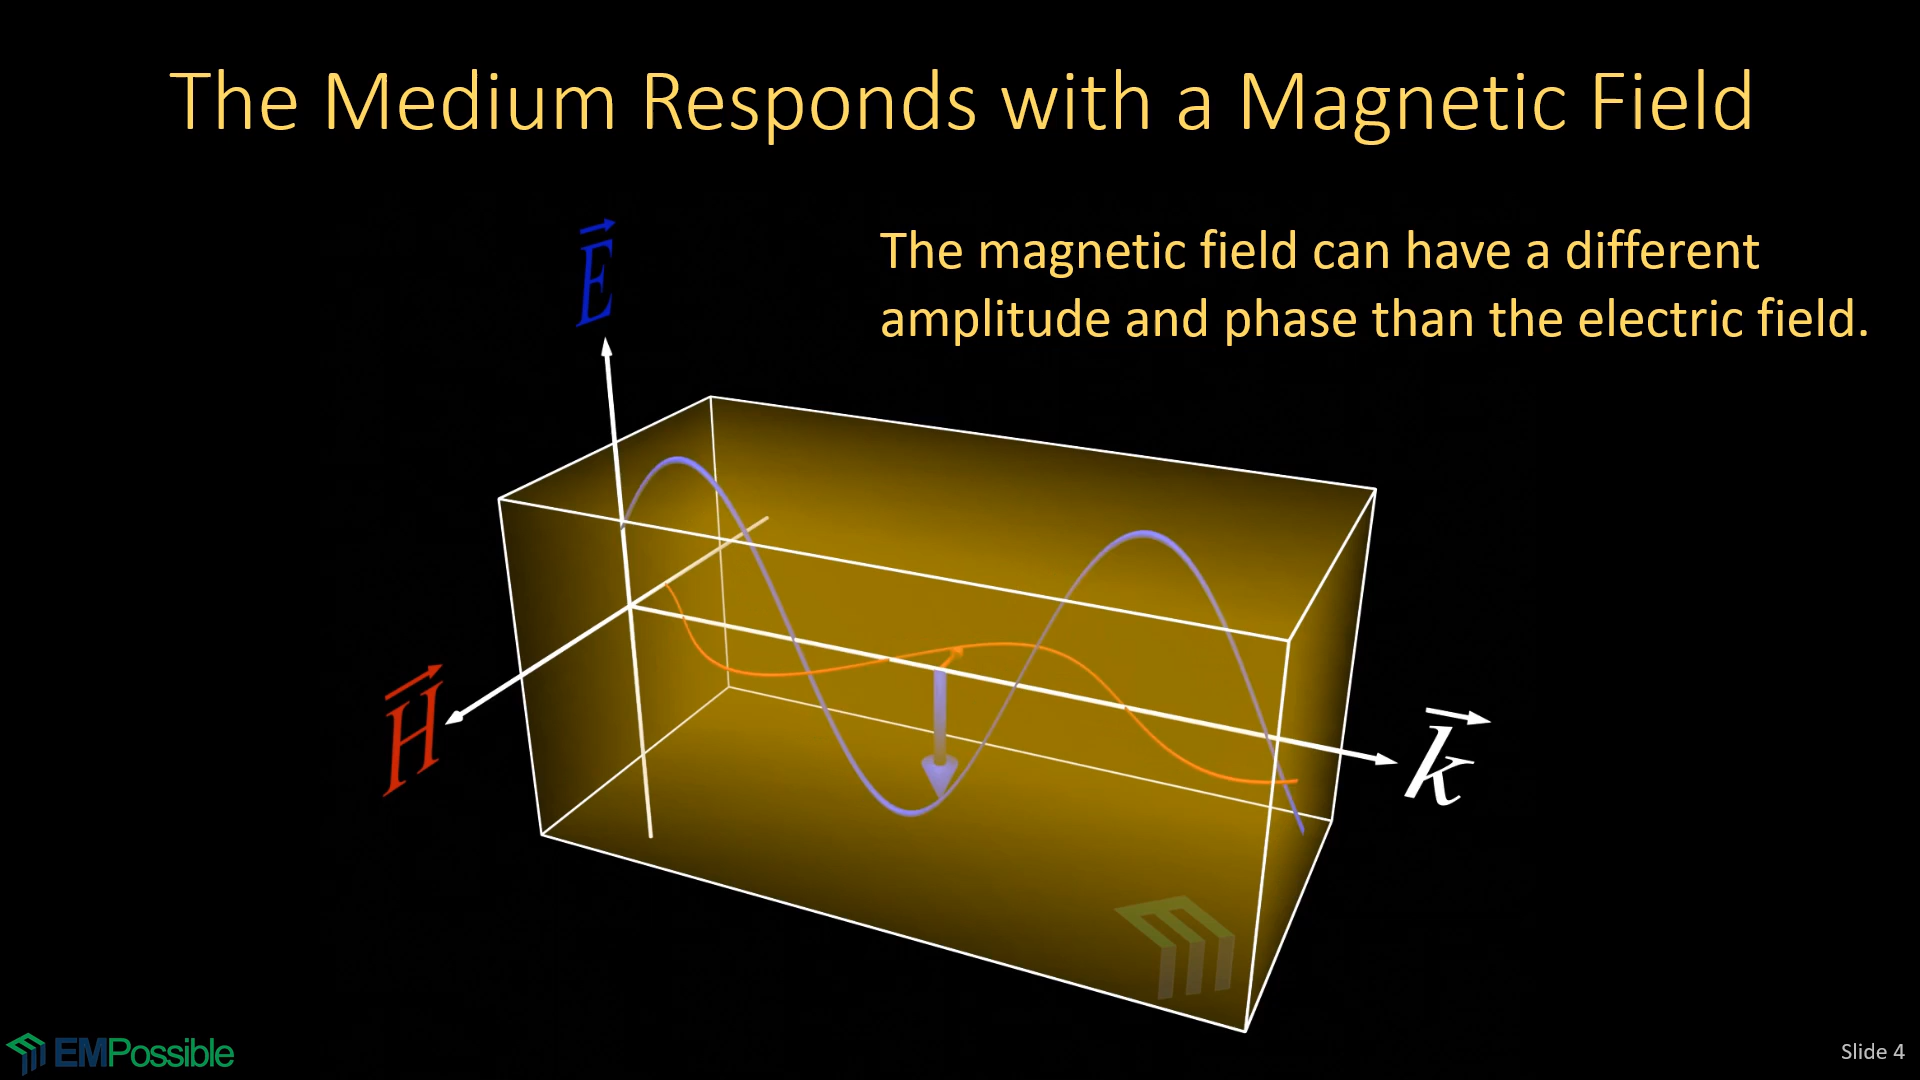 The Medium Responds with a Magnetic Field
E
The magnetic field can have a different
amplitude and phase than the electric field.
H
k
EMPossible
Slide 4